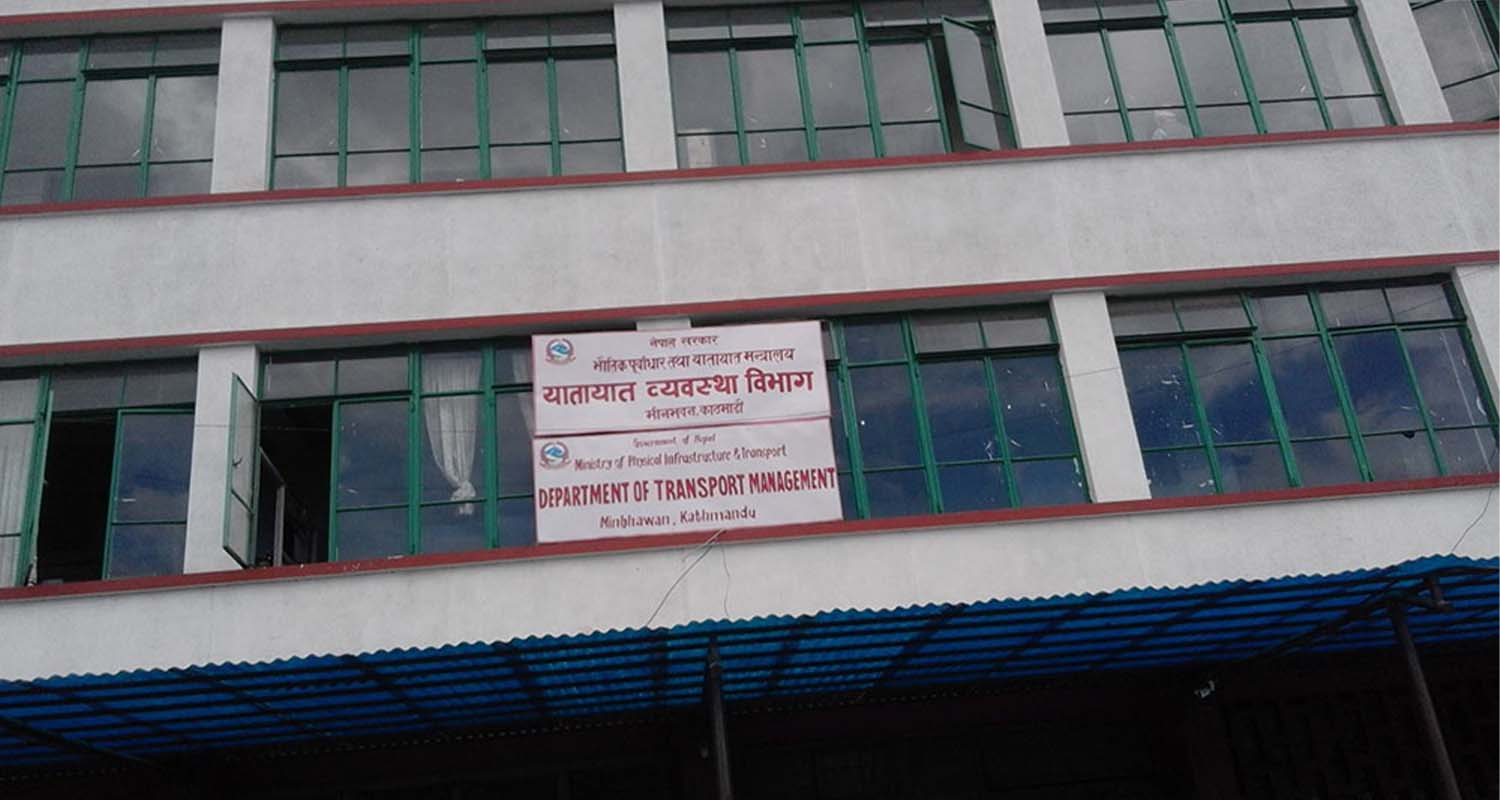 नेपाल सरकार
भौतिक पूर्वाधार तथा यातायात मन्त्रालय
यातायात व्यवस्था विभाग
मीनभवन, काठमाडौं
Government of Nepal
Ministry of Physical Infrastructure & Transport
DEPARTMENT OF TRANSPORT MANAGEMENT
Minbhawan, Kathmandu